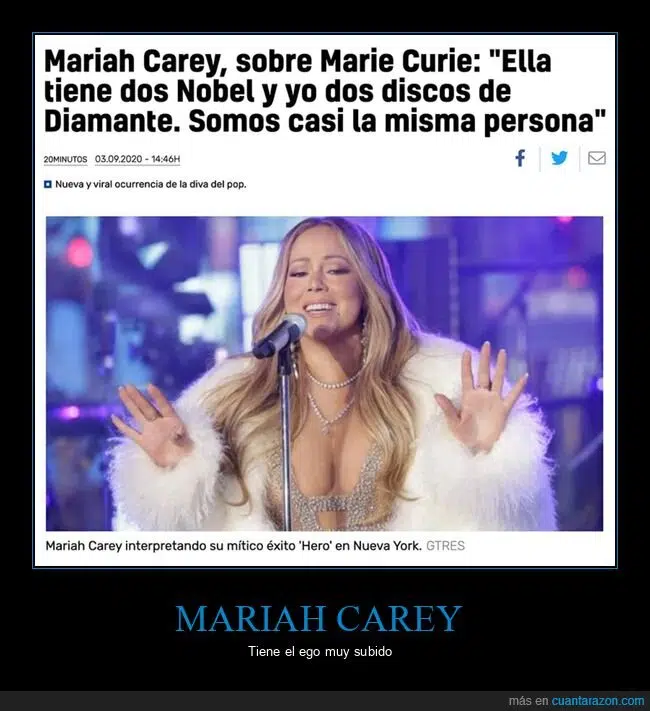 Mariah Carey, sobre Marie Curie: "Ella
tiene dos Nobel y yo dos discos de
Diamante. Somos casi la misma persona"
20MINUTOS 03.09.2020 - 14:46H
Nueva y viral ocurrencia de la diva del pop.
Mariah Carey interpretando su mítico éxito 'Hero' en Nueva York. GTRES
MARIAH CAREY
Tiene el ego muy subido
más en cuantarazon.com